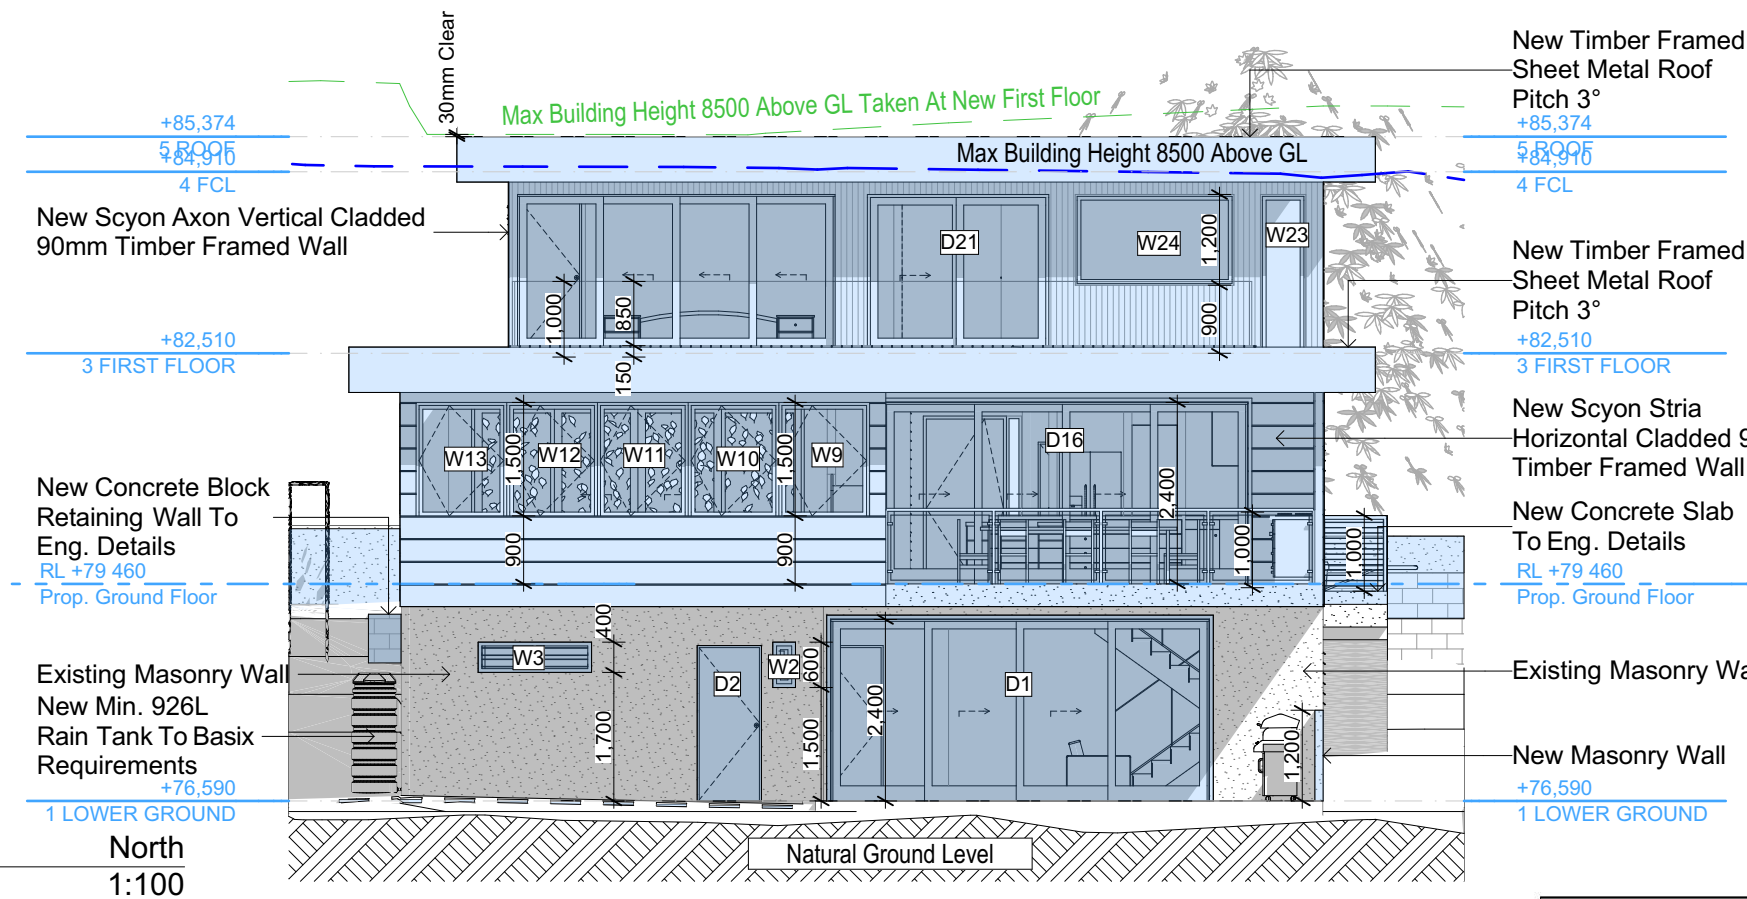 30mm Clear
Max Building Height 8500 Above GL Taken At New First Floor
Max Building Height 8500 Above GL
+85,374
5 ROOF
+84,910
4 FCL
New Scyon Axon Vertical Cladded
90mm Timber Framed Wall
+82,510
3 FIRST FLOOR
New Concrete Block
Retaining Wall To
Eng. Details
RL +79 460
Prop. Ground Floor
Existing Masonry Wall
New Min. 926L
Rain Tank To Basix
Requirements
+76,590
1 LOWER GROUND
North
1:100
D21
W24
W23
1,200
1,000
850
900
150
W13
W12
W11
W10
W9
D16
1,500
1,500
2,400
900
900
1,000
1,000
W3
D2
W2
D1
400
600
1,700
1,500
2,400
1,200
Natural Ground Level
New Timber Framed
Sheet Metal Roof
Pitch 3°
+85,374
5 ROOF
+84,910
4 FCL
New Timber Framed
Sheet Metal Roof
Pitch 3°
+82,510
3 FIRST FLOOR
New Scyon Stria
Horizontal Cladded 9
Timber Framed Wall
New Concrete Slab
To Eng. Details
RL +79 460
Prop. Ground Floor
Existing Masonry Wa
New Masonry Wall
+76,590
1 LOWER GROUND